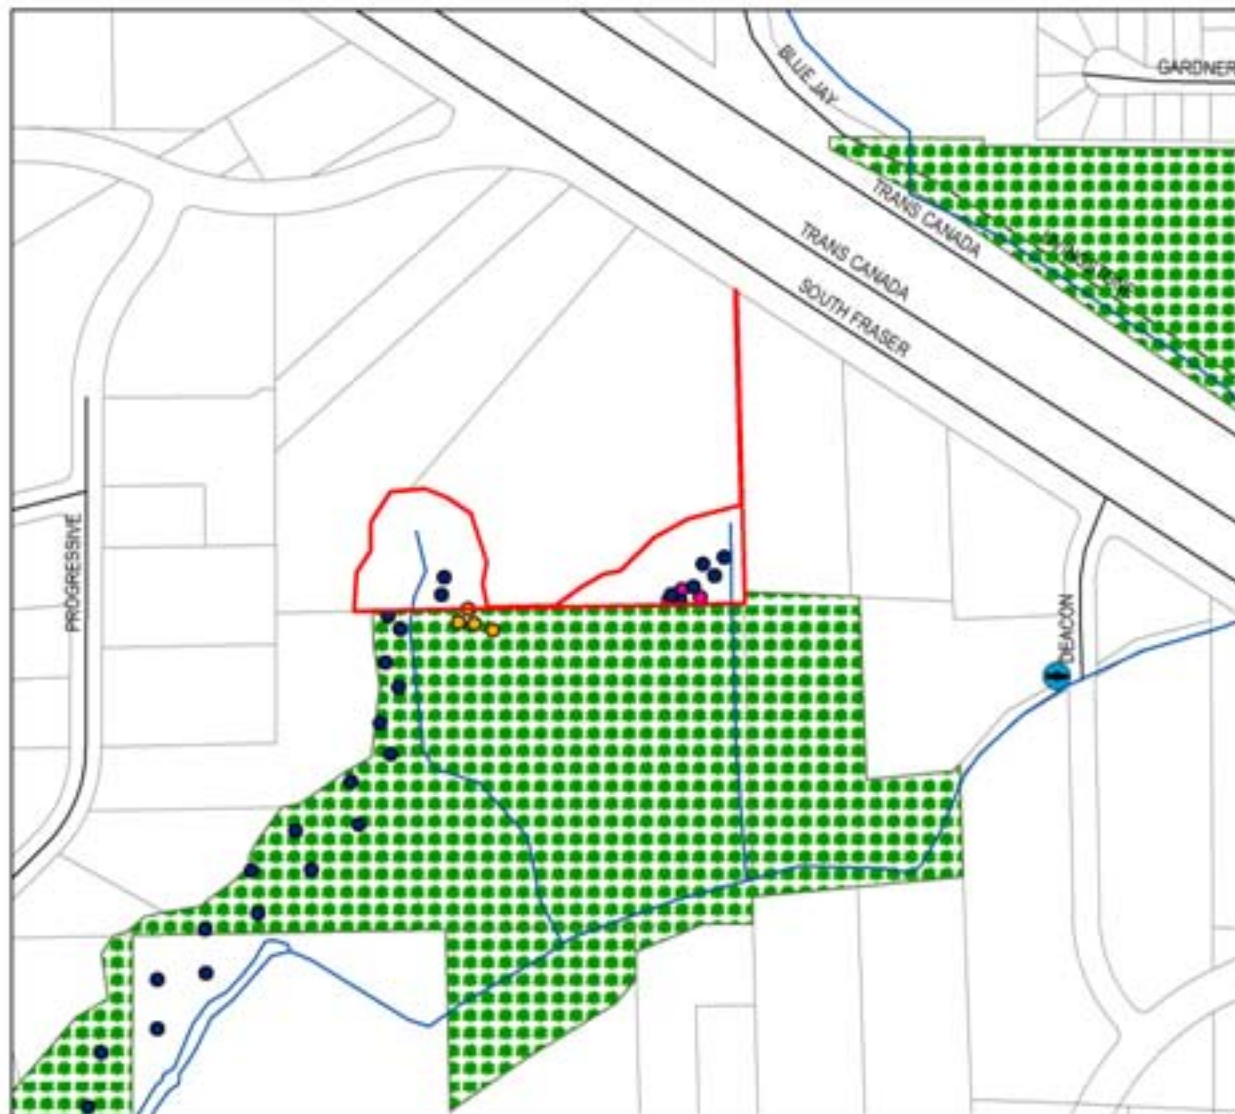 BLUE JAY
GARDNER
TRANS CANADA
TRANS CANADA
SOUTH FRASER
PROGRESSIVE
DEACON